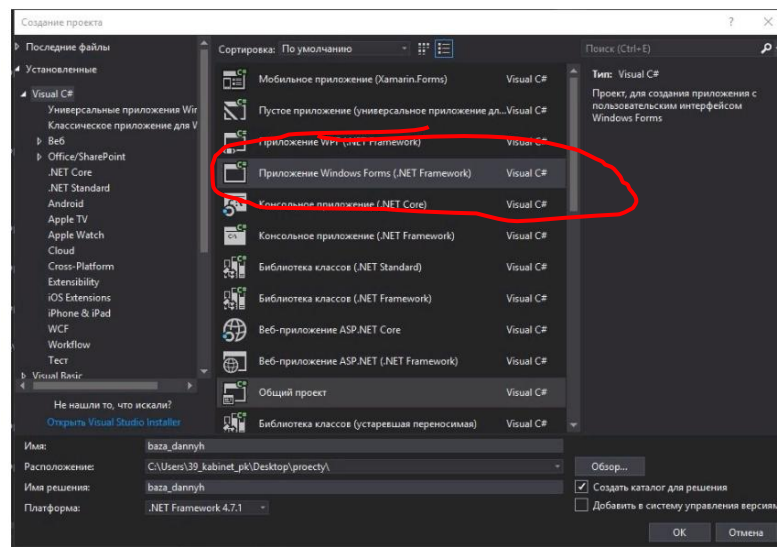 Создание проекта
? ×
Последние файлы
Установленные
Visual C#
Универсальные приложения Wir
Классическое приложение для V
Веб
Office/SharePoint
.NET Core
.NET Standard
Android
Apple TV
Apple Watch
Cloud
Cross-Platform
Extensibility
iOS Extensions
iPhone & iPad
WCF
Workflow
Тест
Visual Basic
Не нашли то, что искали?
Открыть Visual Studio Installer
Сортировка: По умолчанию
Мобильное приложение (Xamarin.Forms) Visual C#
Пустое приложение (универсальное приложение дл... Visual C#
Приложение WPF (.NET Framework) Visual C#
Приложение Windows Forms (.NET Framework) Visual C#
Консольное приложение (.NET Core) Visual C#
Консольное приложение (.NET Framework) Visual C#
Библиотека классов (.NET Standard) Visual C#
Библиотека классов (.NET Framework) Visual C#
Веб-приложение ASP.NET Core Visual C#
Веб-приложение ASP.NET (.NET Framework) Visual C#
Общий проект Visual C#
Библиотека классов (устаревшая переносимая) Visual C#
Поиск (Ctrl+E)
Тип: Visual C#
Проект, для создания приложения с
пользовательским интерфейсом
Windows Forms
Имя: baza_dannyh
Расположение: C:\Users\39_kabinet_pk\Desktop\proecty\
Имя решения: baza_dannyh
Платформа: .NET Framework 4.7.1
Обзор...
Создать каталог для решения
Добавить в систему управления версиям
ОК Отмена